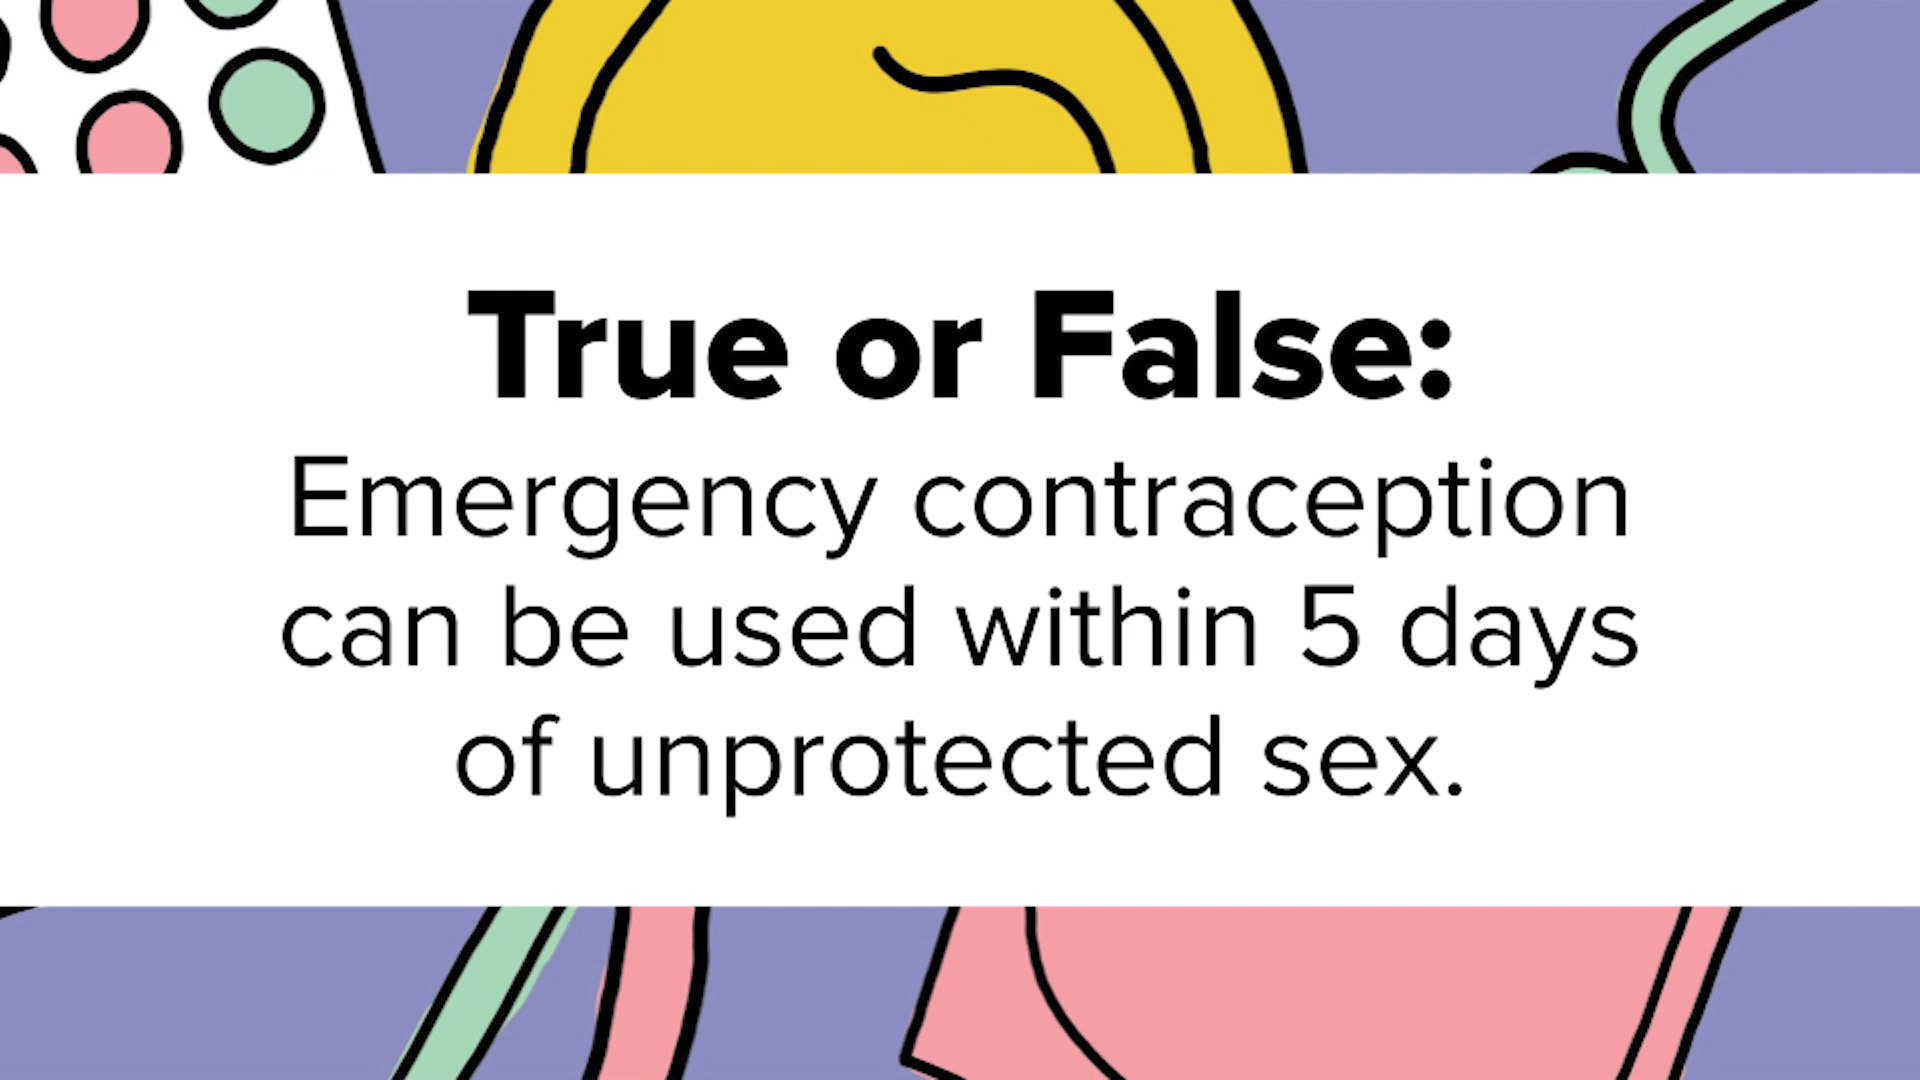 True or False:
Emergency contraception
can be used within 5 days
of unprotected sex.